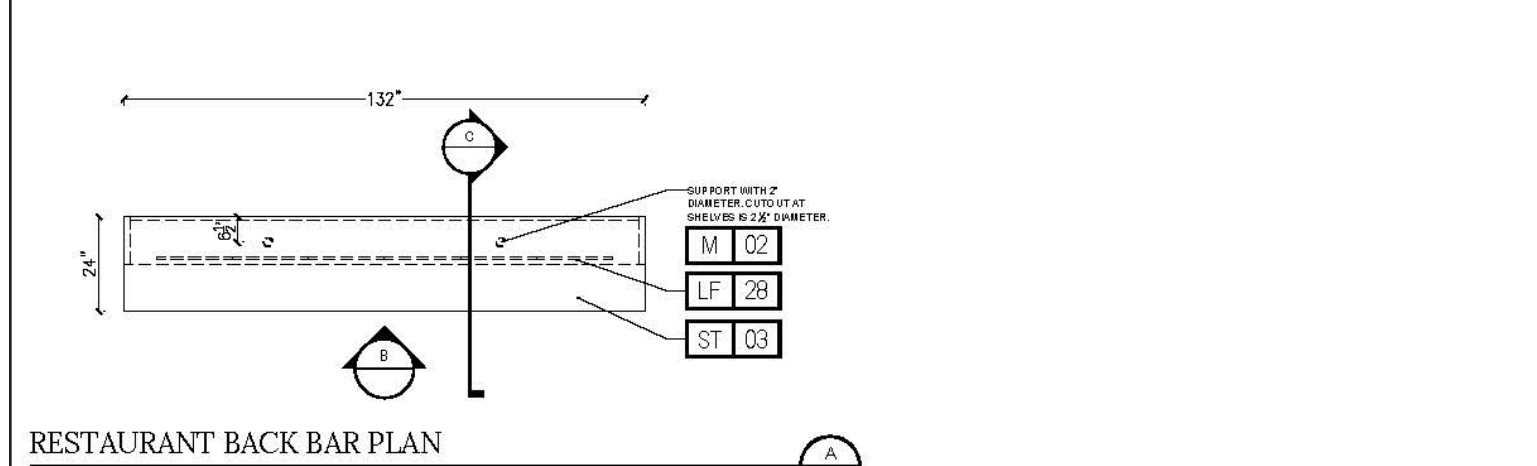 132"
C
SUPPORT WITH 2"
DIAMETER. CUTOUT AT
SHELVES IS 2½" DIAMETER.
6½"
M 02
24"
LF 28
ST 03
B
RESTAURANT BACK BAR PLAN
A